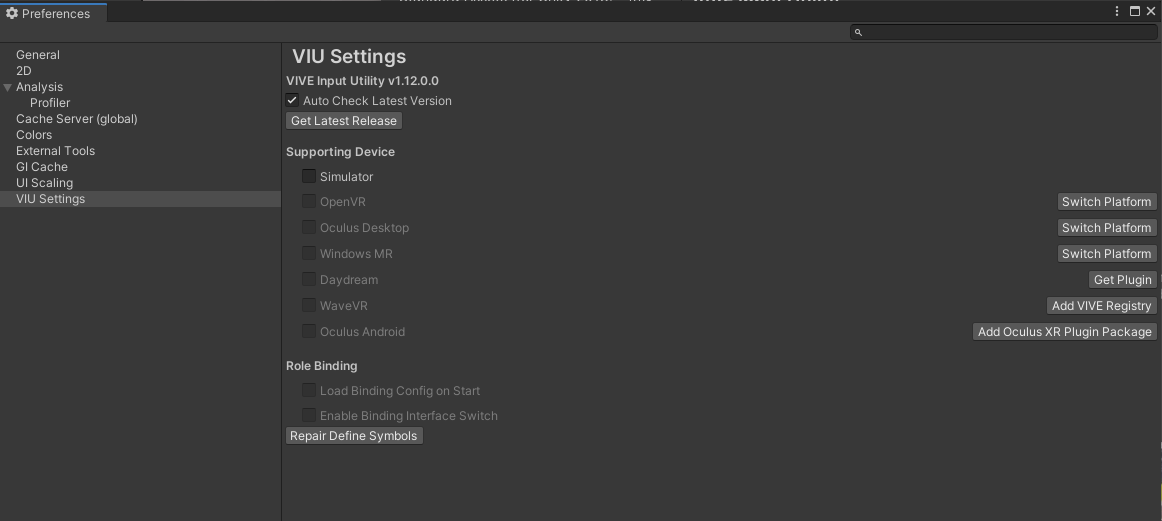 Preferences
General
2D
Analysis
Profiler
Cache Server (global)
Colors
External Tools
GI Cache
UI Scaling
VIU Settings
VIU Settings
VIVE Input Utility v1.12.0.0
Auto Check Latest Version
Get Latest Release
Supporting Device
Simulator
OpenVR Switch Platform
Oculus Desktop Switch Platform
Windows MR Switch Platform
Daydream Get Plugin
WaveVR Add VIVE Registry
Oculus Android Add Oculus XR Plugin Package
Role Binding
Load Binding Config on Start
Enable Binding Interface Switch
Repair Define Symbols